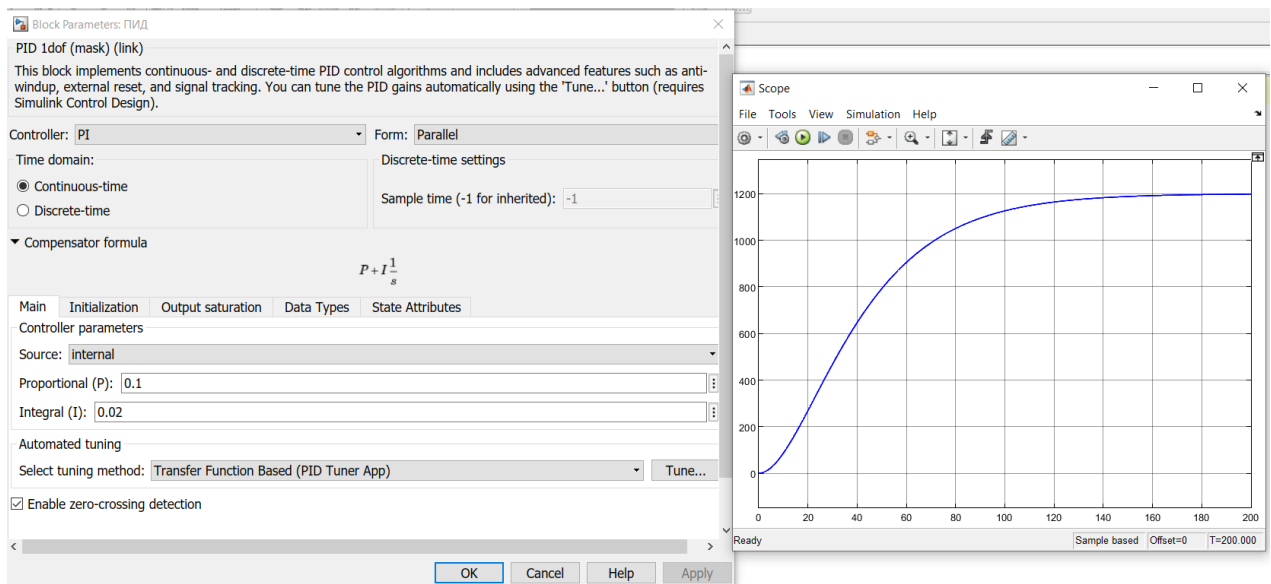 Block Parameters: ПИД
PID 1dof (mask) (link)
This block implements continuous- and discrete-time PID control algorithms and includes advanced features such as anti-
windup, external reset, and signal tracking. You can tune the PID gains automatically using the 'Tune...' button (requires
Simulink Control Design).
Controller: PI
Form: Parallel
Time domain:
Continuous-time
Discrete-time
Discrete-time settings
Sample time (-1 for inherited): -1
Compensator formula
P+I 1/s
Main Initialization Output saturation Data Types State Attributes
Controller parameters
Source: internal
Proportional (P): 0.1
Integral (I): 0.02
Automated tuning
Select tuning method: Transfer Function Based (PID Tuner App) Tune...
Enable zero-crossing detection
OK Cancel Help Apply
Scope
File Tools View Simulation Help
1200
1000
800
600
400
200
0
0 20 40 60 80 100 120 140 160 180 200
Ready Sample based Offset=0 T=200.000